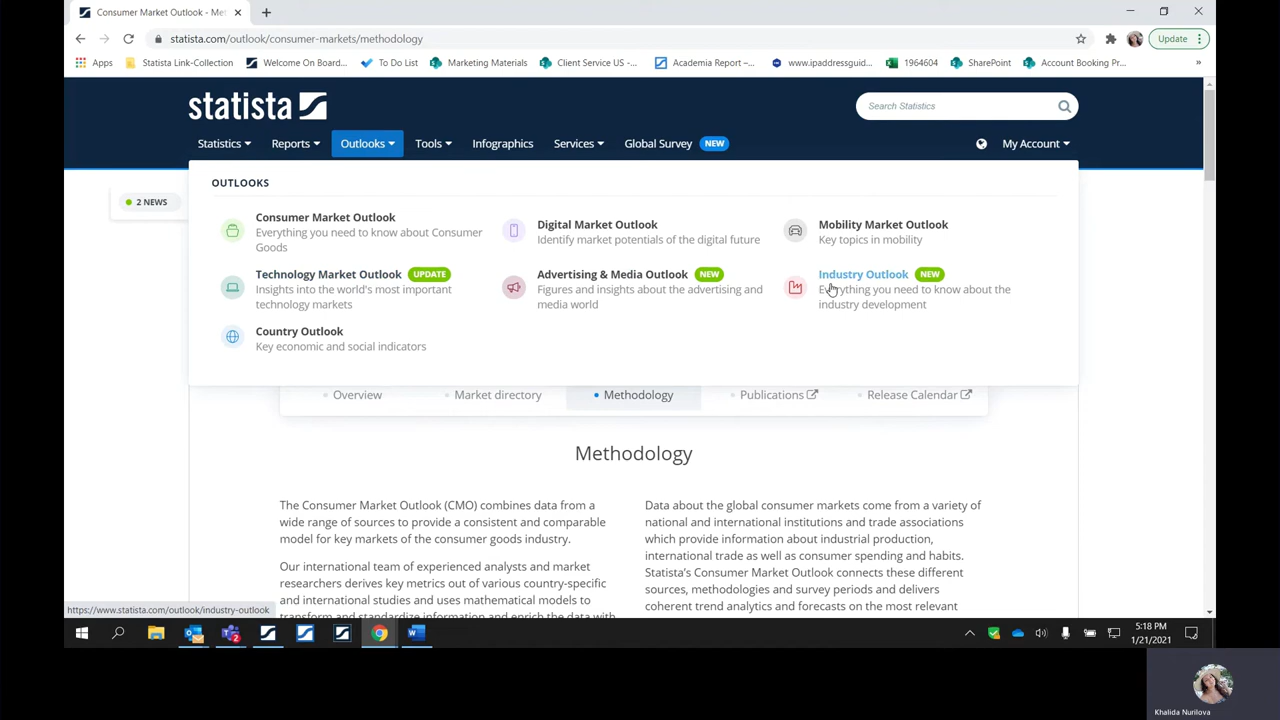 Consumer Market Outlook - Met
statista.com/outlook/consumer-markets/methodology
Update
Apps
Statista Link-Collection
Welcome On Board...
To Do List
Marketing Materials
Client Service US -...
Academia Report –...
www.ipaddressguid...
1964604
SharePoint
Account Booking Pr...
»
statista
Search Statistics
Statistics
Reports
Outlooks
Tools
Infographics
Services
Global Survey NEW
My Account
2 NEWS
OUTLOOKS
Consumer Market Outlook
Everything you need to know about Consumer
Goods
Digital Market Outlook
Identify market potentials of the digital future
Mobility Market Outlook
Key topics in mobility
Technology Market Outlook UPDATE
Insights into the world's most important
technology markets
Advertising & Media Outlook NEW
Figures and insights about the advertising and
media world
Industry Outlook NEW
Everything you need to know about the
industry development
Country Outlook
Key economic and social indicators
Overview
Market directory
Methodology
Publications
Release Calendar
Methodology
The Consumer Market Outlook (CMO) combines data from a
wide range of sources to provide a consistent and comparable
model for key markets of the consumer goods industry.
Our international team of experienced analysts and market
researchers derives key metrics out of various country-specific
and international studies and uses mathematical models to
transform and standardize information and enrich the data with
Data about the global consumer markets come from a variety of
national and international institutions and trade associations
which provide information about industrial production,
international trade as well as consumer spending and habits.
Statista's Consumer Market Outlook connects these different
sources, methodologies and survey periods and delivers
coherent trend analytics and forecasts on the most relevant
https://www.statista.com/outlook/industry-outlook
5:18 PM
1/21/2021
Khalida Nurilova